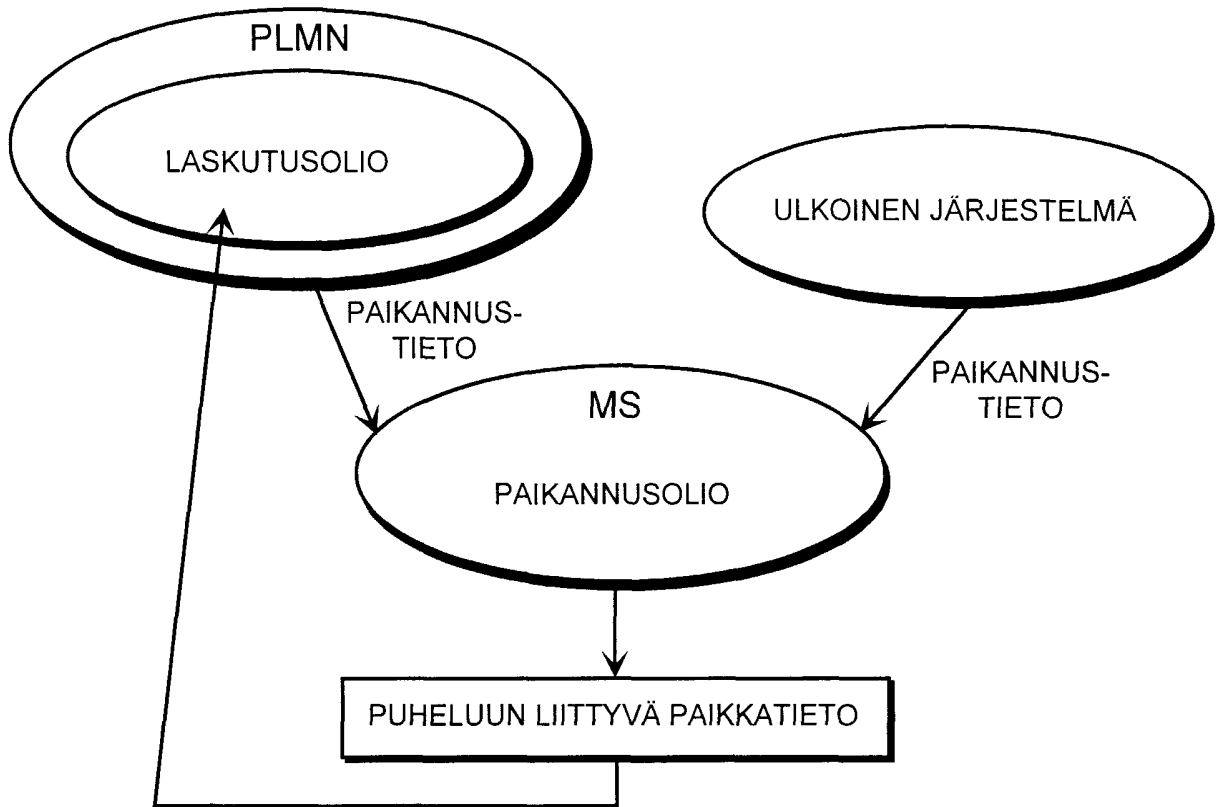 PLMN
LASKUTUSOLIO
ULKOINEN JÄRJESTELMÄ
PAIKANNUS-
TIETO
PAIKANNUS-
TIETO
MS
PAIKANNUSOLIO
PUHELUUN LIITTYVÄ PAIKKATIETO